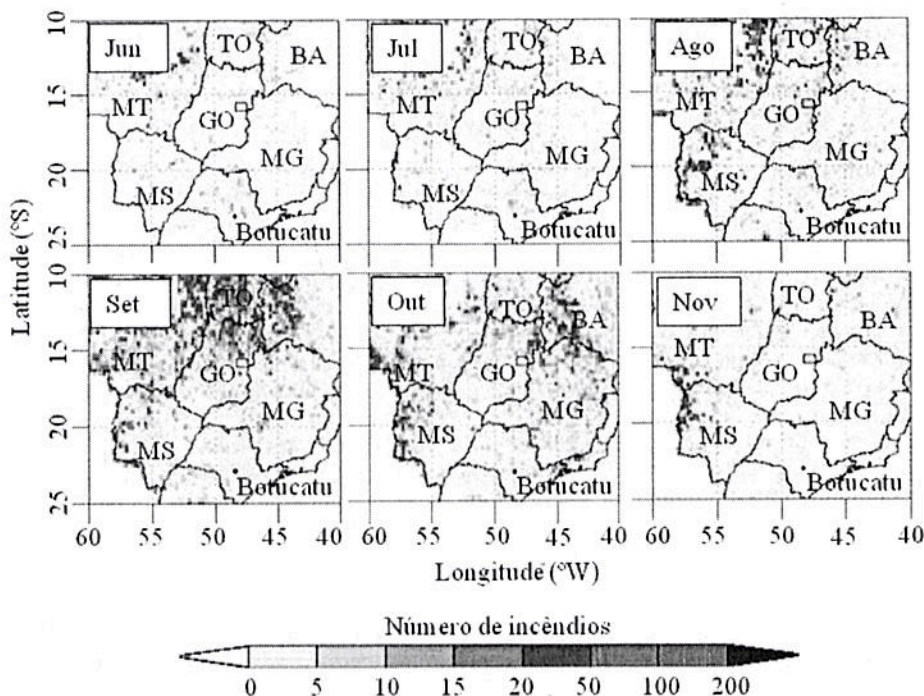 10 Jun TO BA Jul TO BA Ago TO BA
15 MT GO MT GO MT GO
20 MS MG MS MG MS MG
25 Botucatu Botucatu Botucatu
Latitude (°S)
10 Set TO Out TO BA Nov TO BA
15 MT GO MT GO MT GO
20 MS MG MS MG MS MG
25 Botucatu Botucatu Botucatu
60 55 50 45 40 60 55 50 45 40 60 55 50 45 40
Longitude (°W)
Número de incêndios
0 5 10 15 20 50 100 200